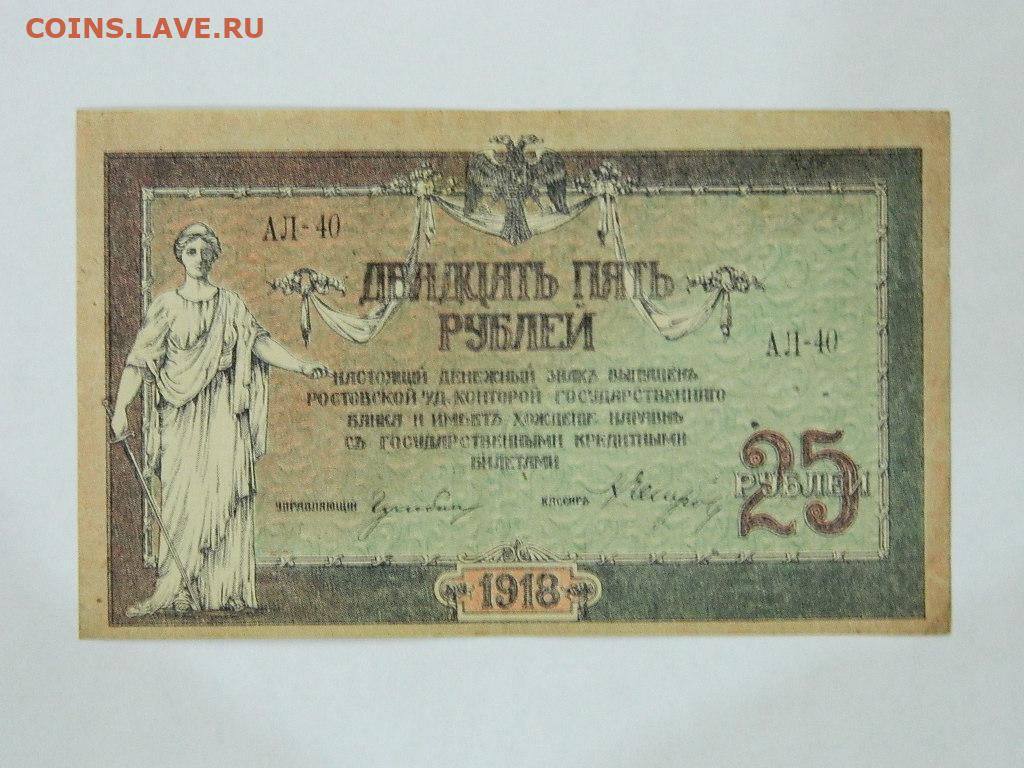 COINS.LAVE.RU
АЛ-40
ДВАДЦАТЬ ПЯТЬ
РУБЛЕЙ
АЛ-40
НАСТОЯЩIЙ ДЕНЕЖНЫЙ ЗНАКЪ ВЫПУЩЕНЪ
РОСТОВСКОЙ Н/Д. КОНТОРОЙ ГОСУДАРСТВЕННАГО
БАНКА И ИМѢЕТЪ ХОЖДЕНІЕ НАРАВНѢ
СЪ ГОСУДАРСТВЕННЫМИ КРЕДИТНЫМИ
БИЛЕТАМИ
25
РУБЛЕЙ
УПРАВЛЯЮЩІЙ
КАССИРЪ
1918